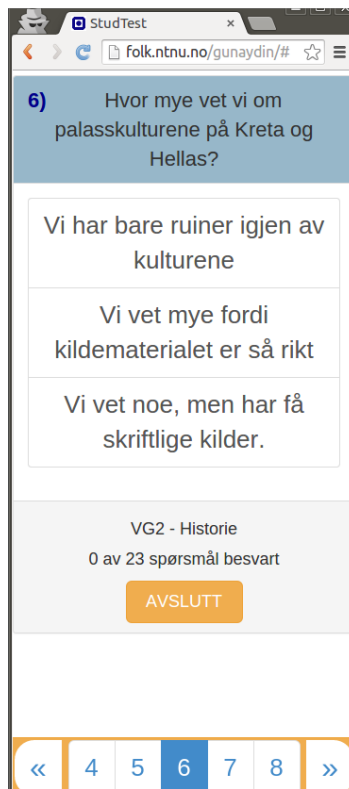 StudTest
folk.ntnu.no/gunaydin/#
6) Hvor mye vet vi om
palasskulturene på Kreta og
Hellas?
Vi har bare ruiner igjen av
kulturene
Vi vet mye fordi
kildematerialet er så rikt
Vi vet noe, men har få
skriftlige kilder.
VG2 - Historie
0 av 23 spørsmål besvart
AVSLUTT
« 4 5 6 7 8 »